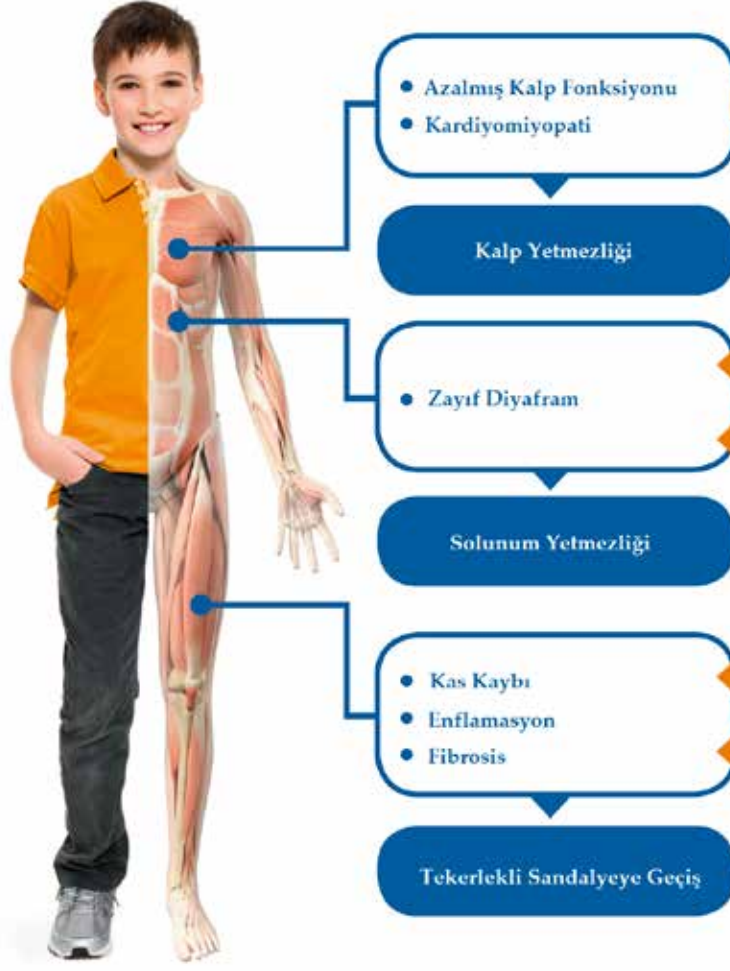 Azalmış Kalp Fonksiyonu
Kardiyomiyopati
Kalp Yetmezliği
Zayıf Diyafram
Solunum Yetmezliği
Kas Kaybı
Enflamasyon
Fibrosis
Tekerlekli Sandalyeye Geçiş